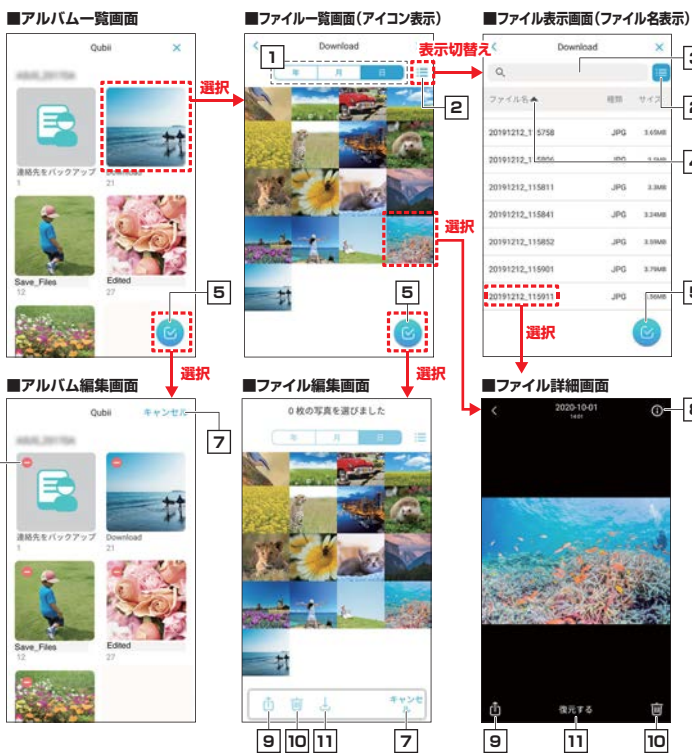 ■アルバム一覧画面
Qubii ×
連絡先をバックアップ
1
Download
21
Save_Files
12
Edited
27
5
選択
選択
■ファイル一覧画面(アイコン表示)
Download
1
年 月 日
2
表示切替え
選択
5
選択
■ファイル表示画面(ファイル名表示)
Download ×
3
2
ファイル名▲ 種類 サイズ
4
20191212_115758 JPG 3.65MB
20191212_115806 JPG
20191212_115811 JPG 3.3MB
20191212_115841 JPG 3.24MB
20191212_115852 JPG 3.59MB
20191212_115901 JPG 3.79MB
20191212_115911 JPG
5
選択
■アルバム編集画面
Qubii キャンセル
7
連絡先をバックアップ
1
Download
21
Save_Files
12
Edited
27
■ファイル編集画面
0 枚の写真を選びました
年 月 日
キャンセル
9 10 11 7
■ファイル詳細画面
2020-10-01
14:01
8
復元する
9 11 10